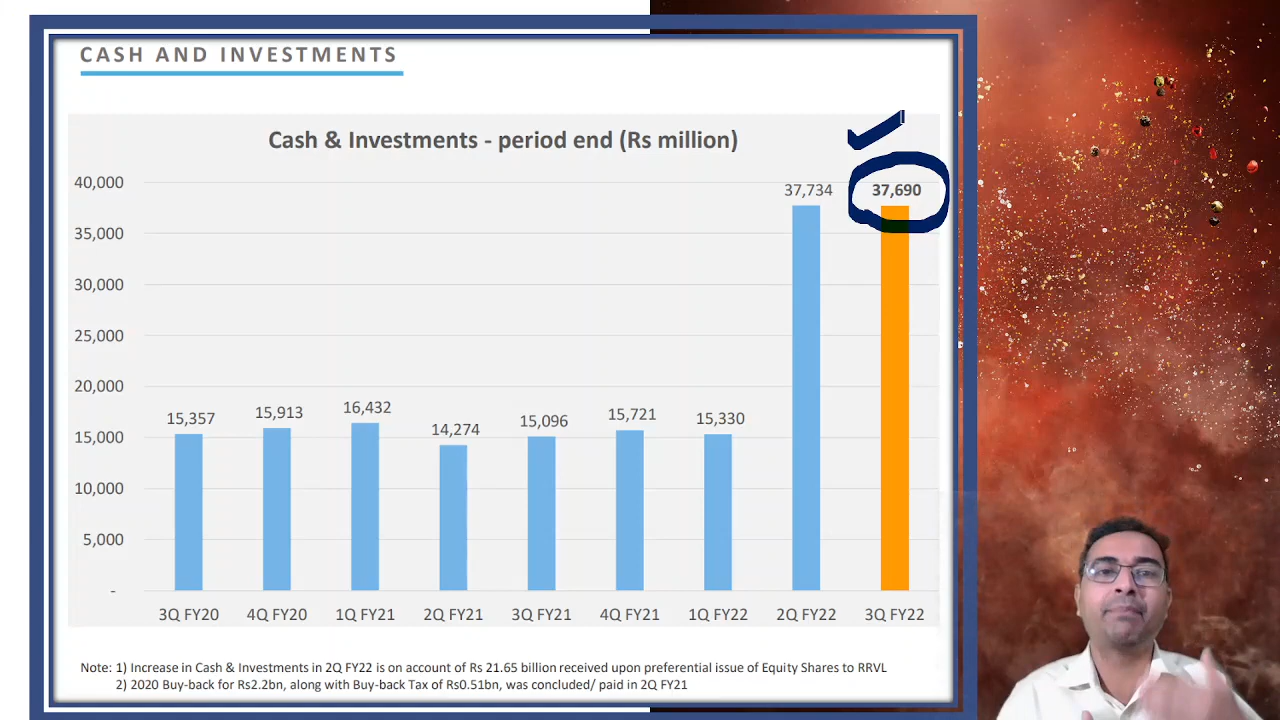 CASH AND INVESTMENTS
Cash & Investments - period end (Rs million)
40,000
35,000
30,000
25,000
20,000
15,000
10,000
5,000
-
15,357
15,913
16,432
14,274
15,096
15,721
15,330
37,734
37,690
3Q FY20
4Q FY20
1Q FY21
2Q FY21
3Q FY21
4Q FY21
1Q FY22
2Q FY22
3Q FY22
Note: 1) Increase in Cash & Investments in 2Q FY22 is on account of Rs 21.65 billion received upon preferential issue of Equity Shares to RRVL
2) 2020 Buy-back for Rs2.2bn, along with Buy-back Tax of Rs0.51bn, was concluded/ paid in 2Q FY21